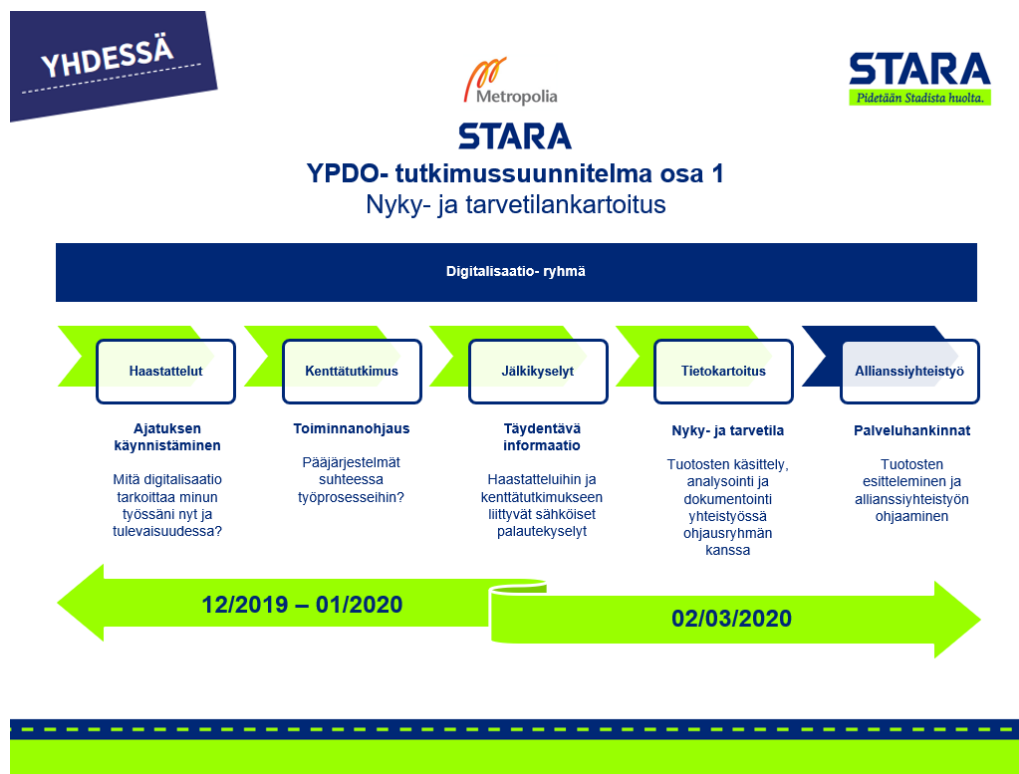 YHDESSÄ
Metropolia
STARA
Pidetään Stadista huolta.
STARA
YPDO- tutkimussuunnitelma osa 1
Nyky- ja tarvetilankartoitus
Digitalisaatio- ryhmä
Haastattelut
Kenttätutkimus
Jälkikyselyt
Tietokartoitus
Allianssiyhteistyö
Ajatuksen
käynnistäminen
Mitä digitalisaatio
tarkoittaa minun
työssäni nyt ja
tulevaisuudessa?
Toiminnanohjaus
Pääjärjestelmät
suhteessa
työprosesseihin?
Täydentävä
informaatio
Haastatteluihin ja
kenttätutkimukseen
liittyvät sähköiset
palautekyselyt
Nyky- ja tarvetila
Tuotosten käsittely,
analysointi ja
dokumentointi
yhteistyössä
ohjausryhmän
kanssa
Palveluhankinnat
Tuotosten
esitteleminen ja
allianssiyhteistyön
ohjaaminen
12/2019 – 01/2020
02/03/2020